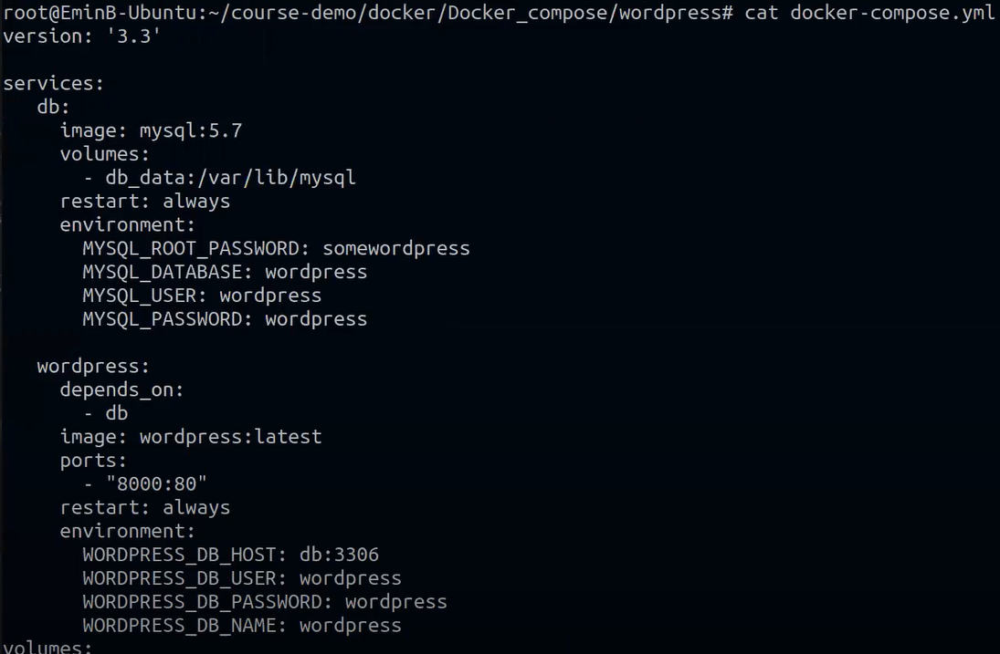 root@EminB-Ubuntu:~/course-demo/docker/Docker_compose/wordpress# cat docker-compose.yml
version: '3.3'

services:
   db:
     image: mysql:5.7
     volumes:
       - db_data:/var/lib/mysql
     restart: always
     environment:
       MYSQL_ROOT_PASSWORD: somewordpress
       MYSQL_DATABASE: wordpress
       MYSQL_USER: wordpress
       MYSQL_PASSWORD: wordpress

   wordpress:
     depends_on:
       - db
     image: wordpress:latest
     ports:
       - "8000:80"
     restart: always
     environment:
       WORDPRESS_DB_HOST: db:3306
       WORDPRESS_DB_USER: wordpress
       WORDPRESS_DB_PASSWORD: wordpress
       WORDPRESS_DB_NAME: wordpress
volumes: